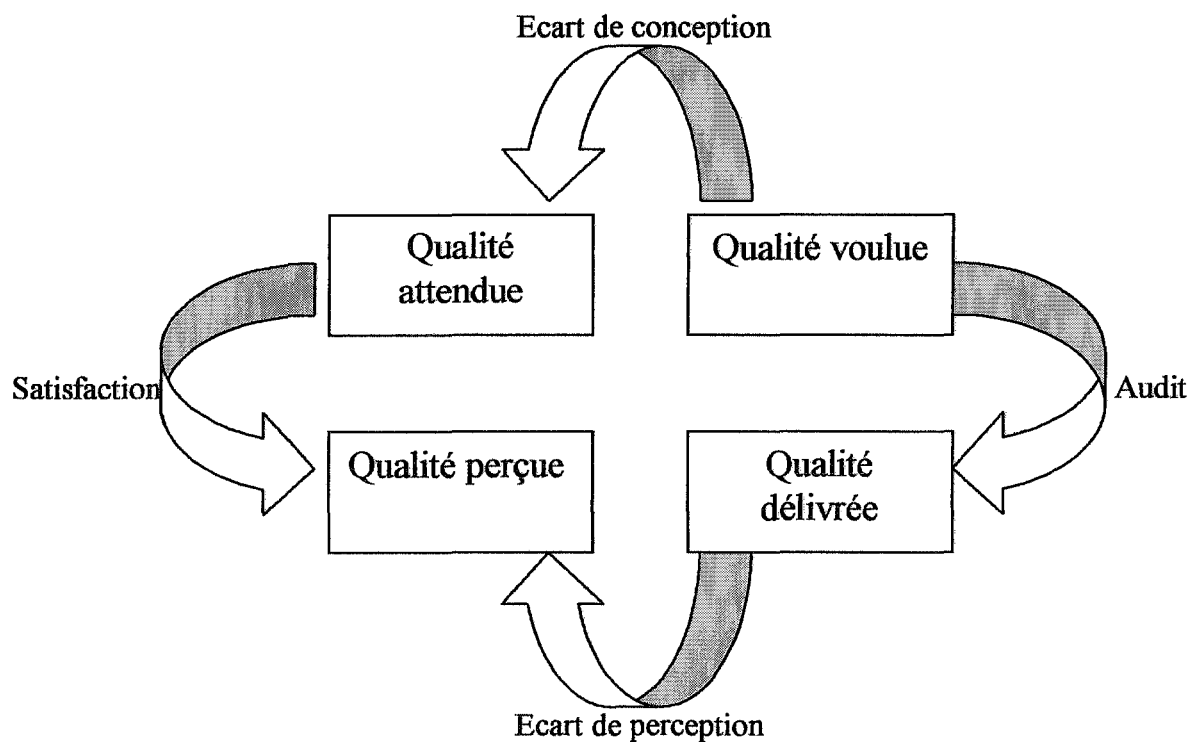 Ecart de conception
Qualité
attendue
Qualité voulue
Satisfaction
Audit
Qualité perçue
Qualité
délivrée
Ecart de perception